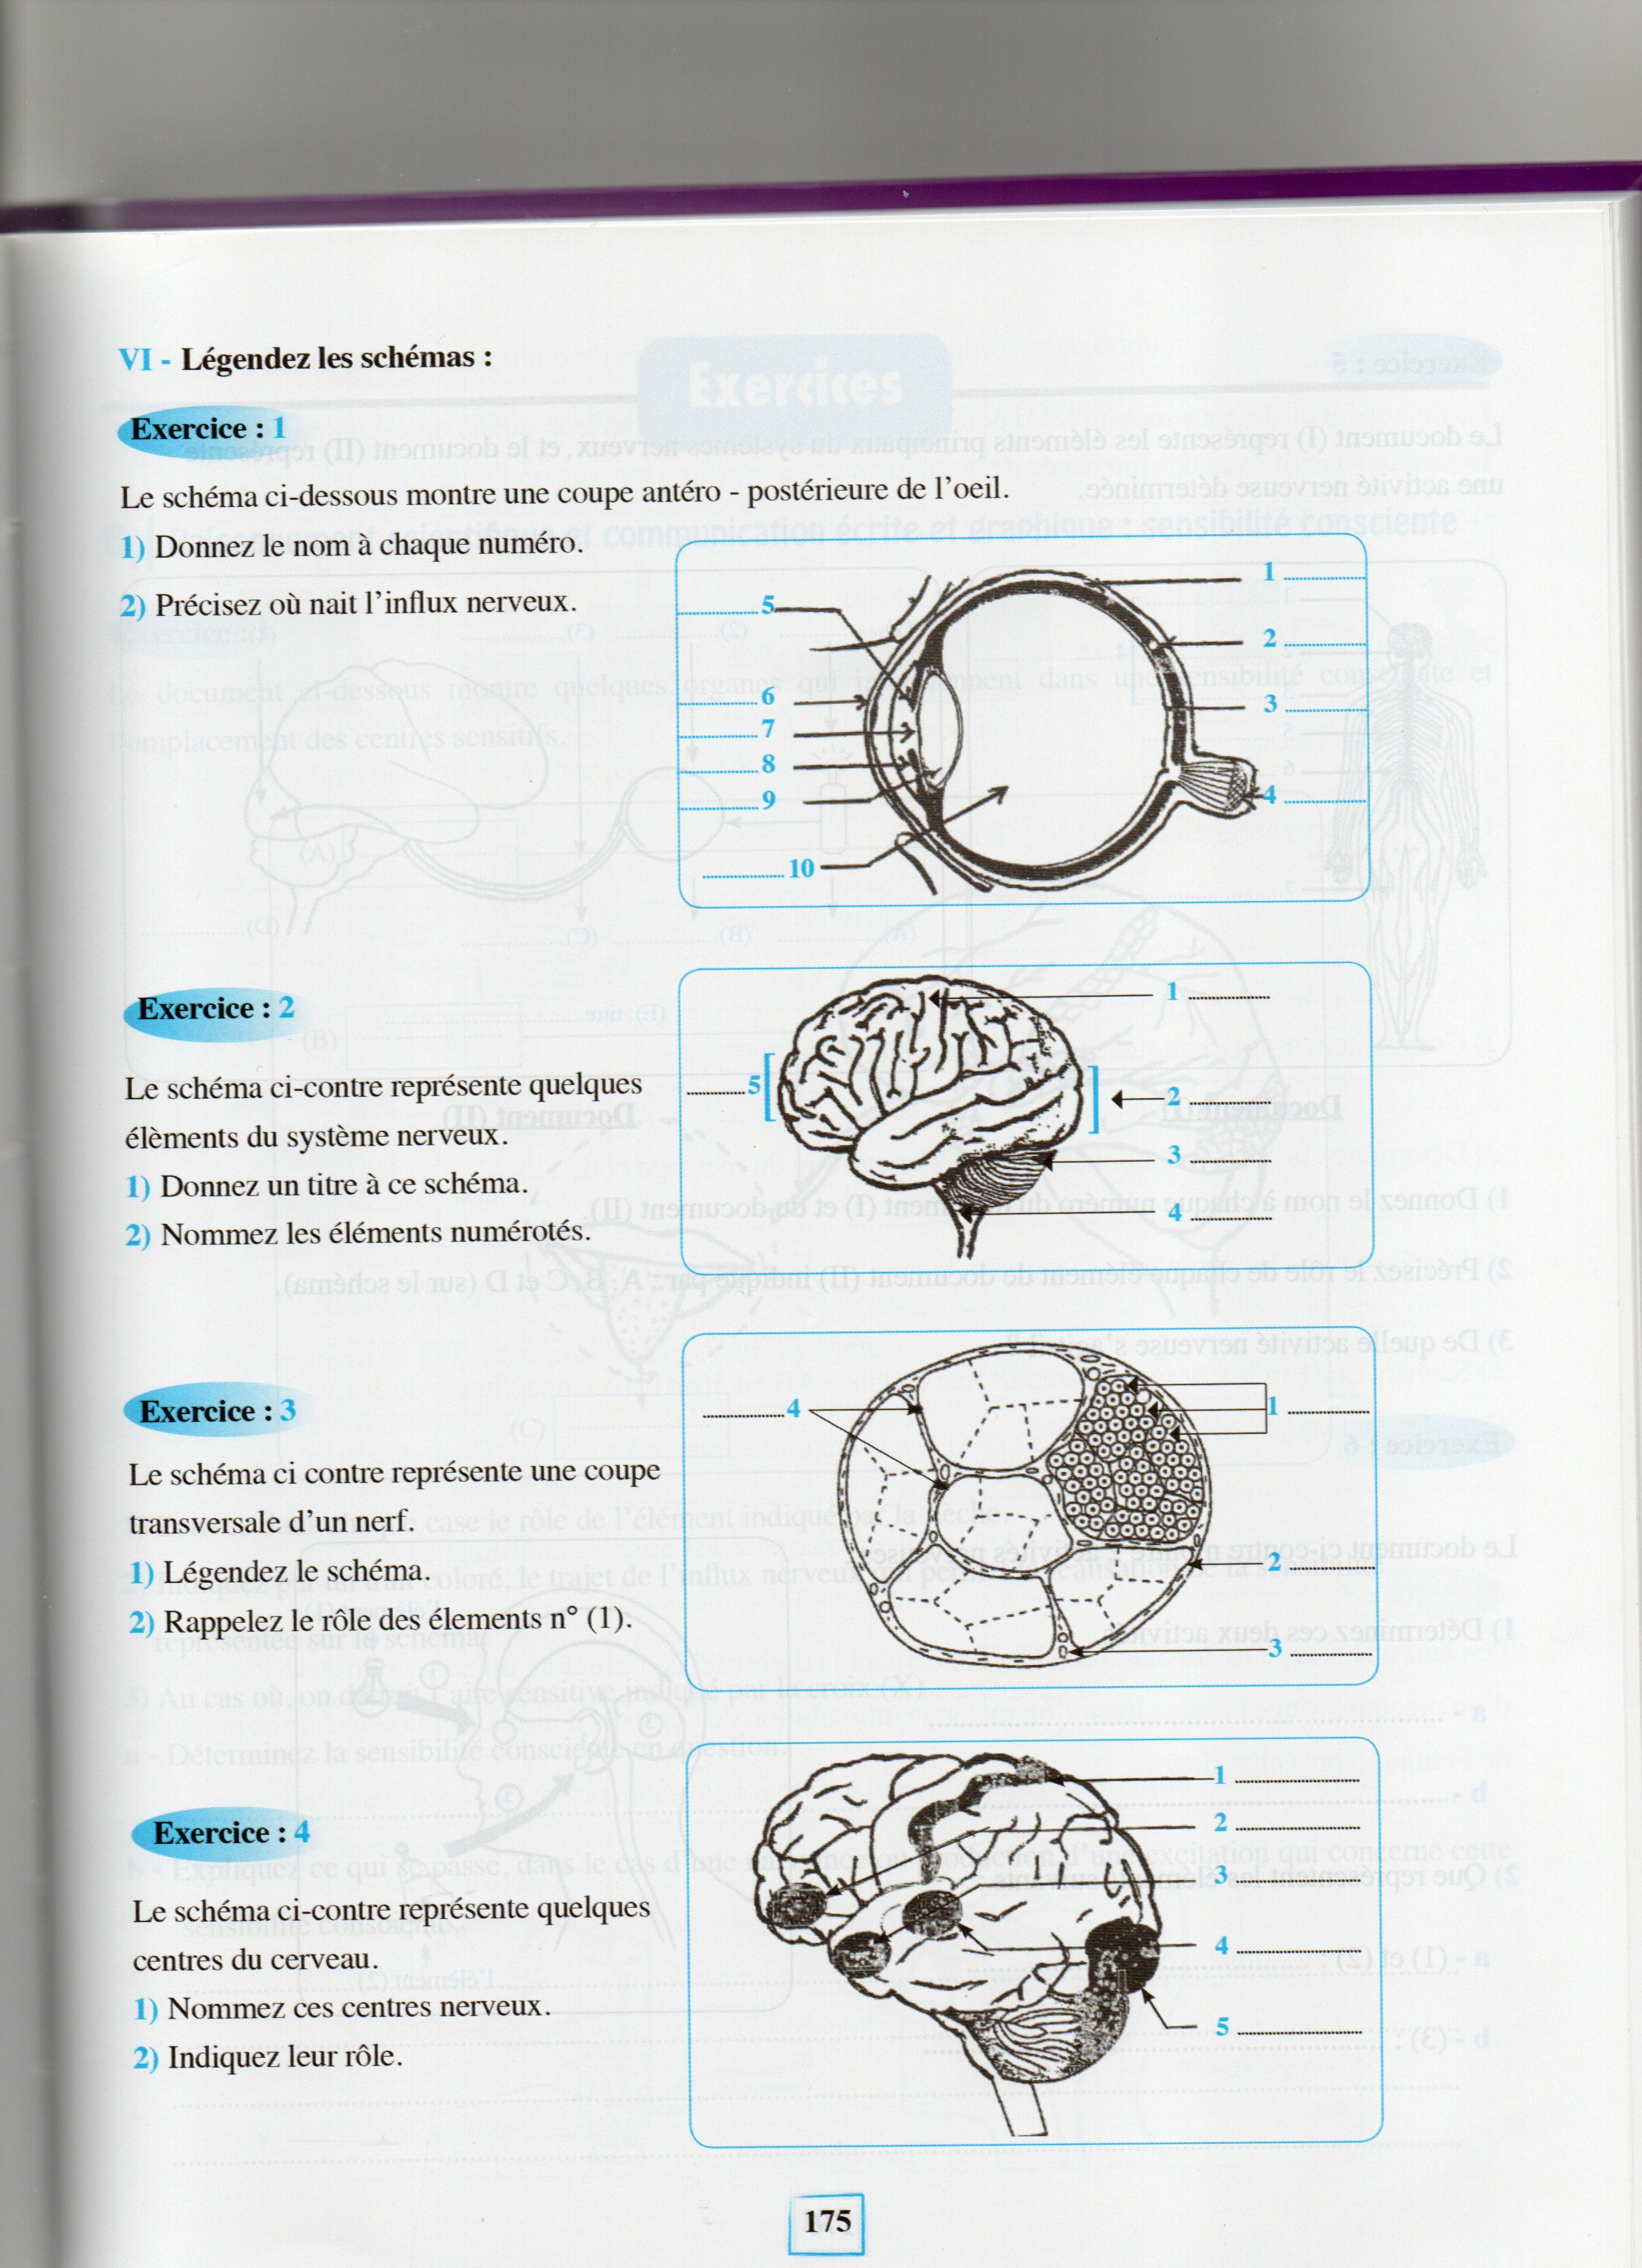 VI - Légendez les schémas :
Exercices
Exercice : 1
Le schéma ci-dessous montre une coupe antéro - postérieure de l'oeil.
1) Donnez le nom à chaque numéro.
2) Précisez où nait l'influx nerveux.
1 ..........
5 ..........
2 ..........
6 ..........
3 ..........
7 ..........
8 ..........
4 ..........
9 ..........
10 ..........
Exercice : 2
Le schéma ci-contre représente quelques
élèments du système nerveux.
1) Donnez un titre à ce schéma.
2) Nommez les éléments numérotés.
1 ..........
5 ..........
2 ..........
3 ..........
4 ..........
Exercice : 3
Le schéma ci contre représente une coupe
transversale d'un nerf.
1) Légendez le schéma.
2) Rappelez le rôle des élements n° (1).
4 ..........
1 ..........
2 ..........
3 ..........
Exercice : 4
Le schéma ci-contre représente quelques
centres du cerveau.
1) Nommez ces centres nerveux.
2) Indiquez leur rôle.
1 ..........
2 ..........
3 ..........
4 ..........
5 ..........
175